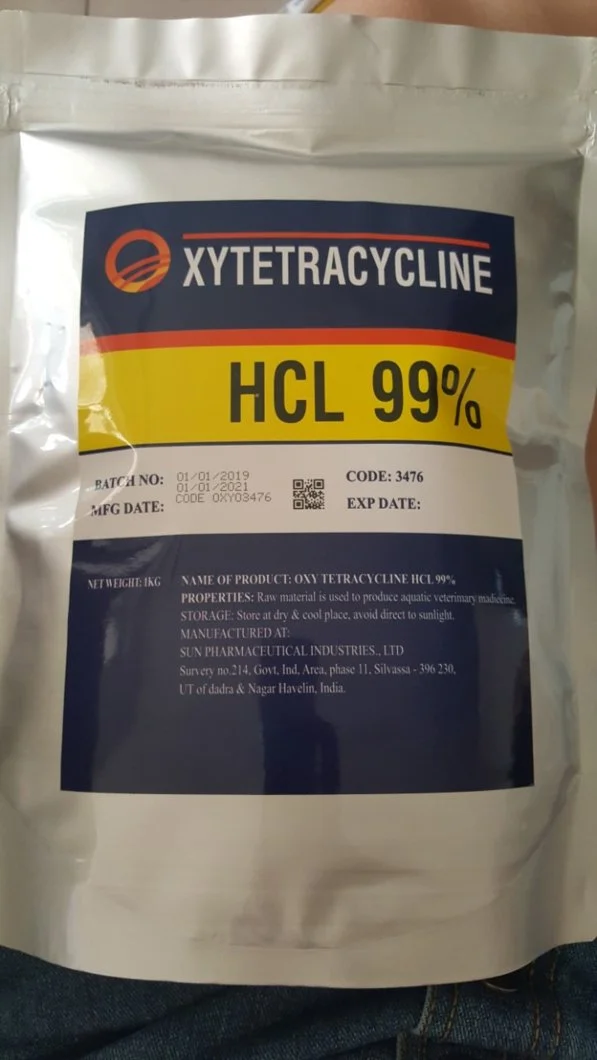 OXYTETRACYCLINE
HCL 99%
BATCH NO: 01/01/2019 CODE: 3476
01/01/2021
MFG DATE: CODE OXY03476 EXP DATE:
NET WEIGHT: 1KG NAME OF PRODUCT: OXY TETRACYCLINE HCL 99%
PROPERTIES: Raw material is used to produce aquatic veterinary madiecine.
STORAGE: Store at dry & cool place, avoid direct to sunlight.
MANUFACTURED AT:
SUN PHARMACEUTICAL INDUSTRIES., LTD
Survery no.214, Govt, Ind, Area, phase 11, Silvassa - 396 230,
UT of dadra & Nagar Havelin, India.